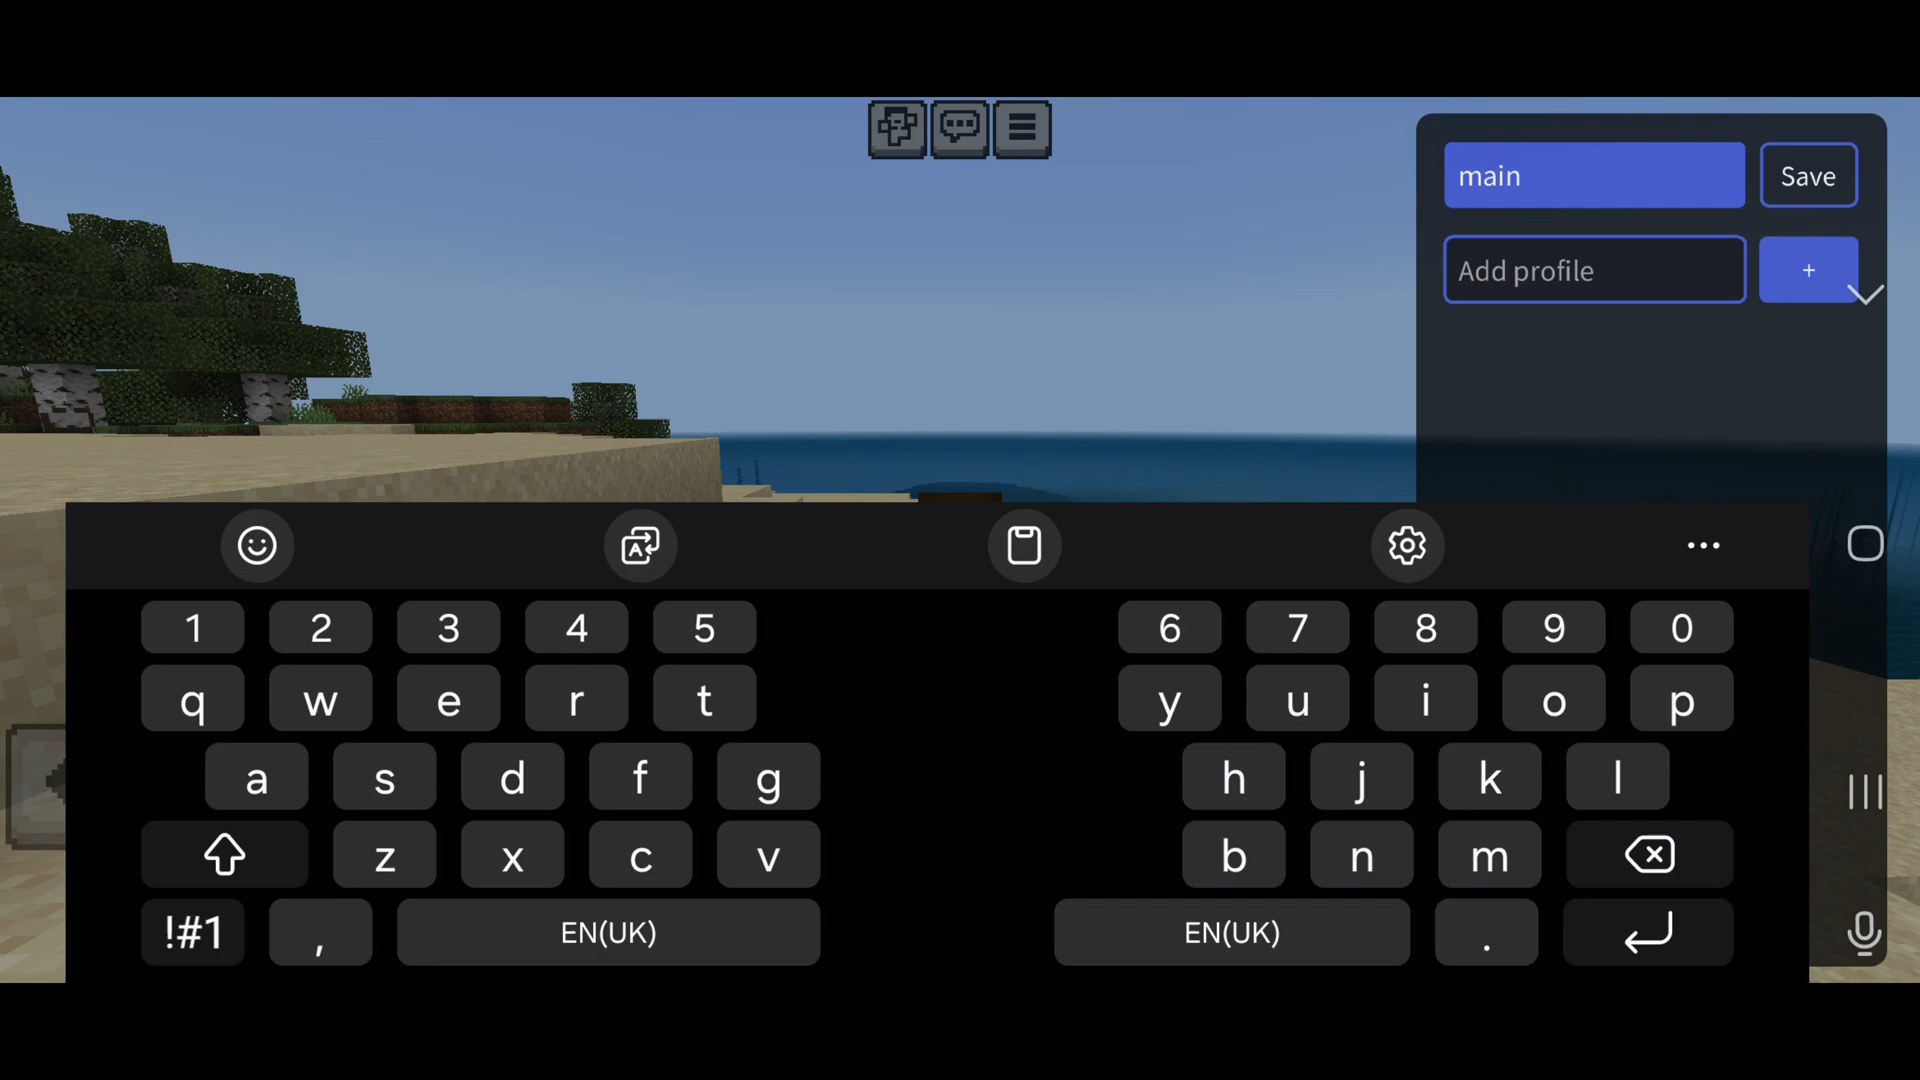 main
Save
Add profile
+
1 2 3 4 5 6 7 8 9 0
q w e r t y u i o p
a s d f g h j k l
z x c v b n m
!#1 , EN(UK) EN(UK) .